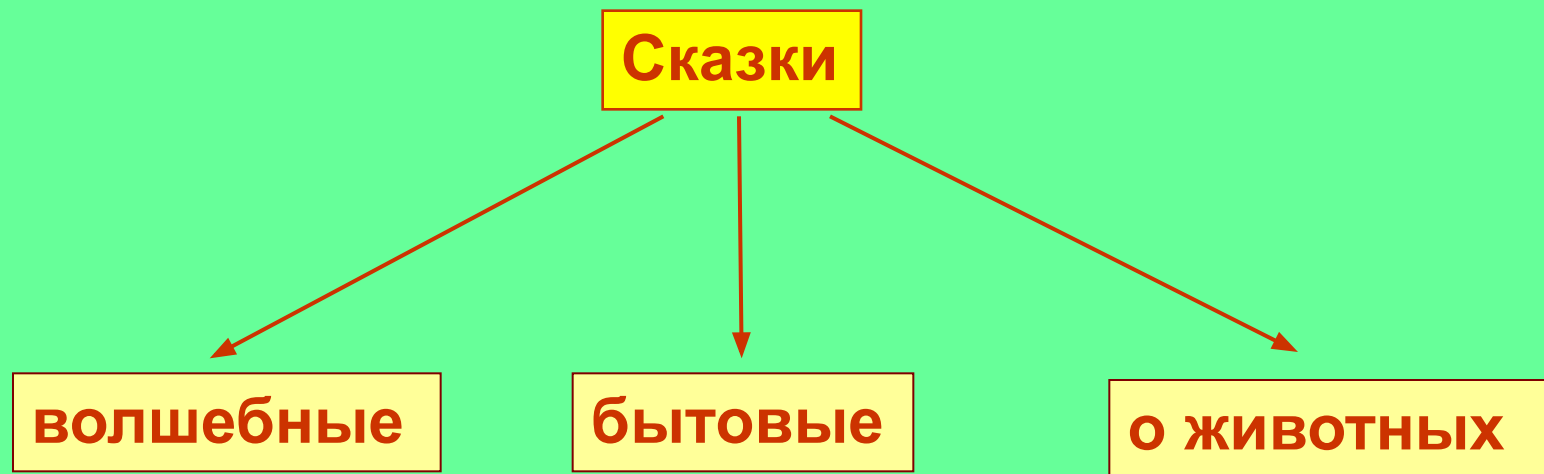 Сказки
волшебные
бытовые
о животных